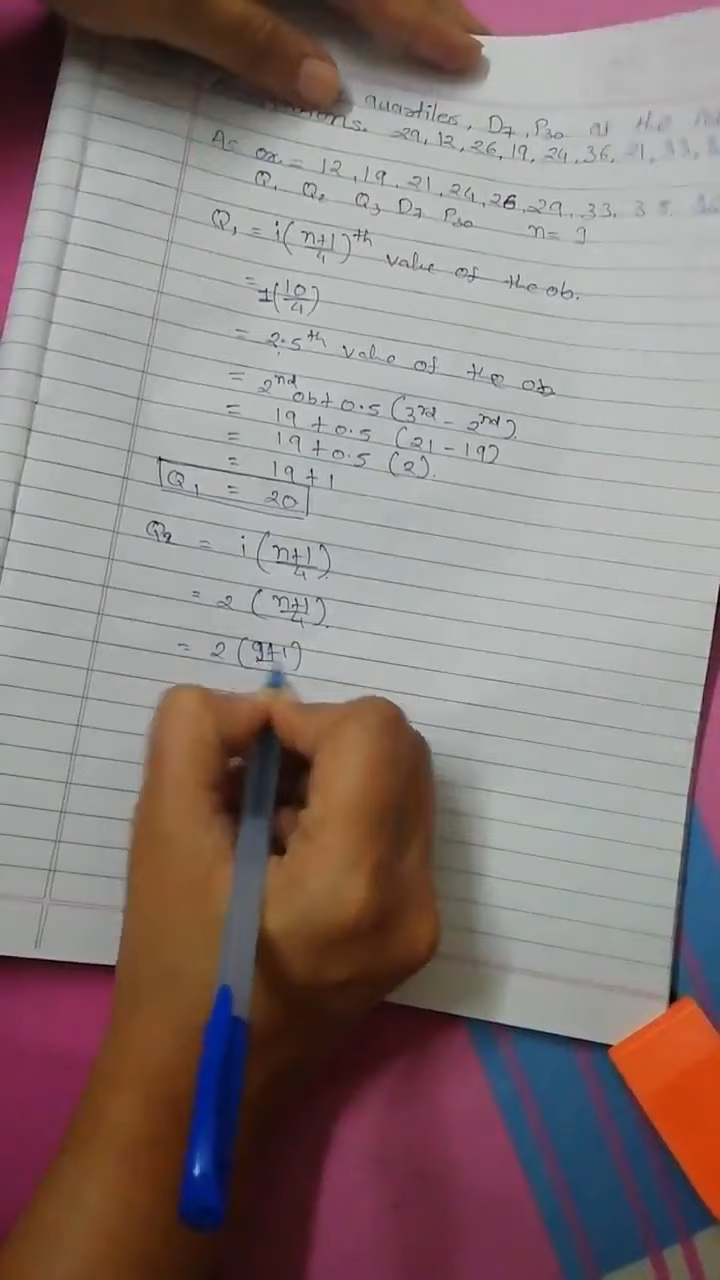 quartiles, D7, P30 of the
29, 12, 26, 19, 24, 36, 21, 33,
A- ox = 12, 19, 21, 24, 26, 29, 33, 35,
Q1 Q2 Q3 D7 P30 n= 9
Q1 = i(n+1/4)th value of the ob.
= 1(10/4)
= 2.5th value of the ob
= 2nd ob + 0.5 (3rd - 2nd)
= 19 + 0.5 (21 - 19)
= 19 + 0.5 (2).
= 19 + 1
Q1 = 20
Q2 = i(n+1/4)
= 2 (n+1/4)
= 2 (9+1)